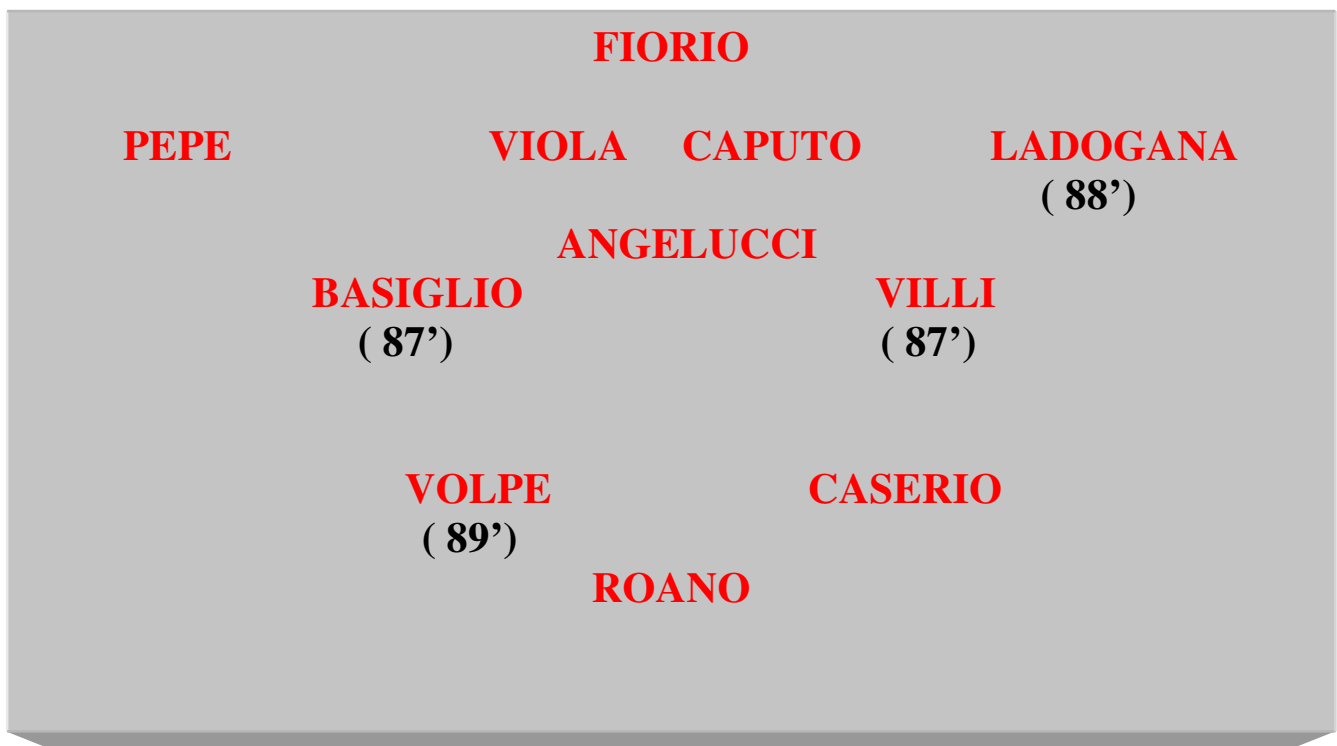 FIORIO
PEPE VIOLA CAPUTO LADOGANA
( 88’)
ANGELUCCI
BASIGLIO VILLI
( 87’) ( 87’)
VOLPE CASERIO
( 89’)
ROANO